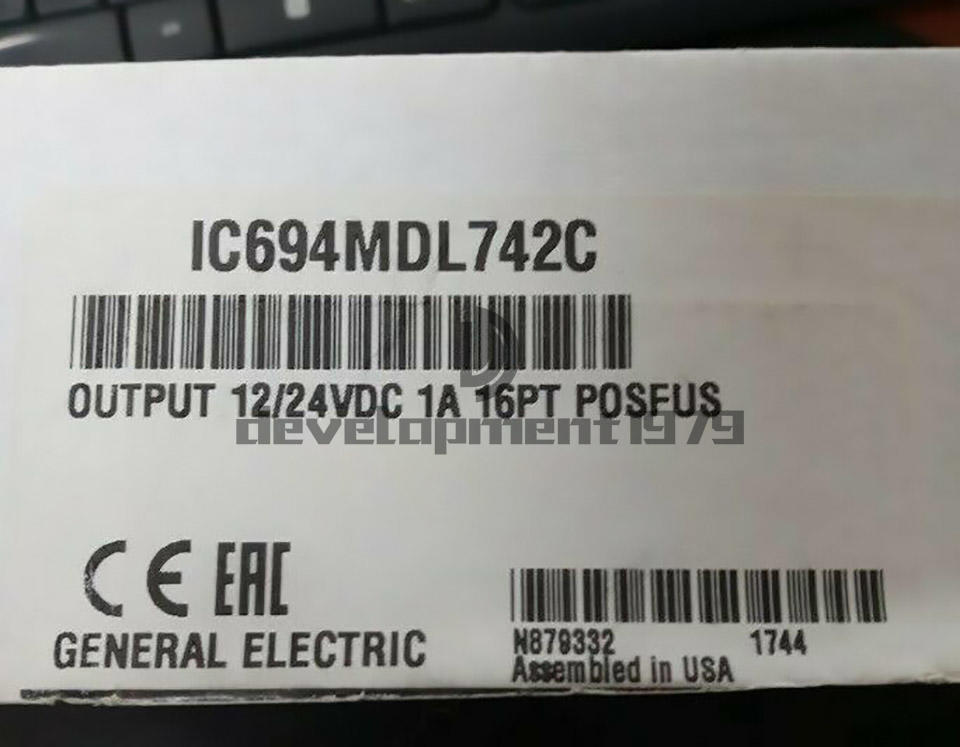 IC694MDL742C
OUTPUT 12/24VDC 1A 16PT POSFUS
development1979
CE EAC
GENERAL ELECTRIC
N879332 1744
Assembled in USA